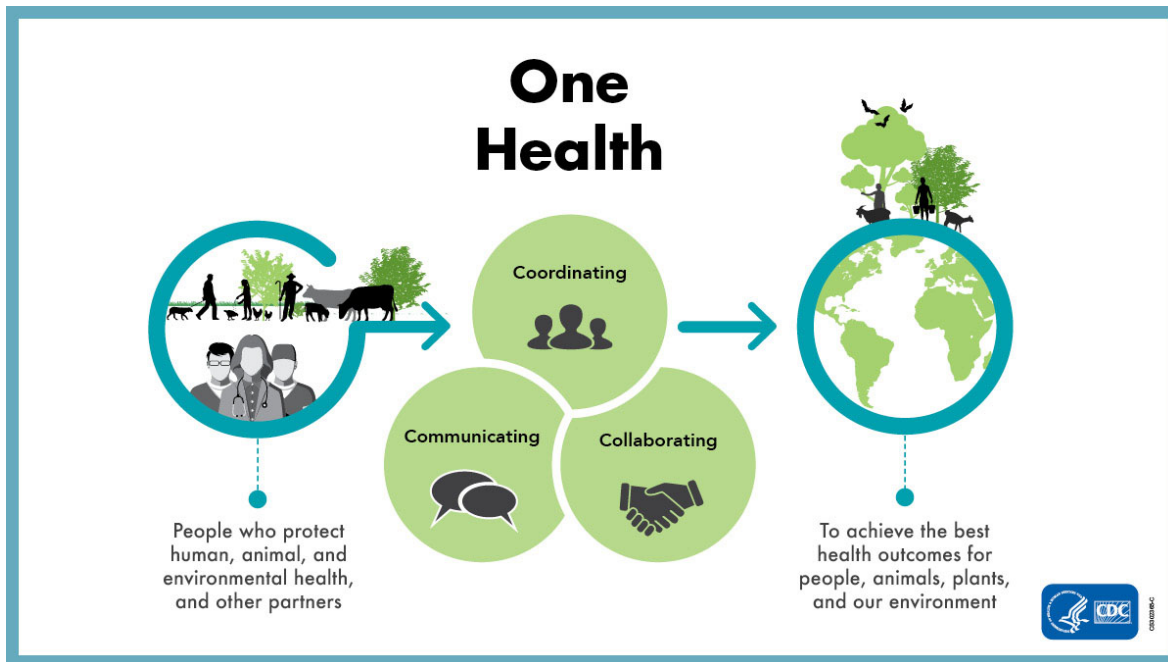 One
Health
Coordinating
Communicating
Collaborating
People who protect
human, animal, and
environmental health,
and other partners
To achieve the best
health outcomes for
people, animals, plants,
and our environment
CDC